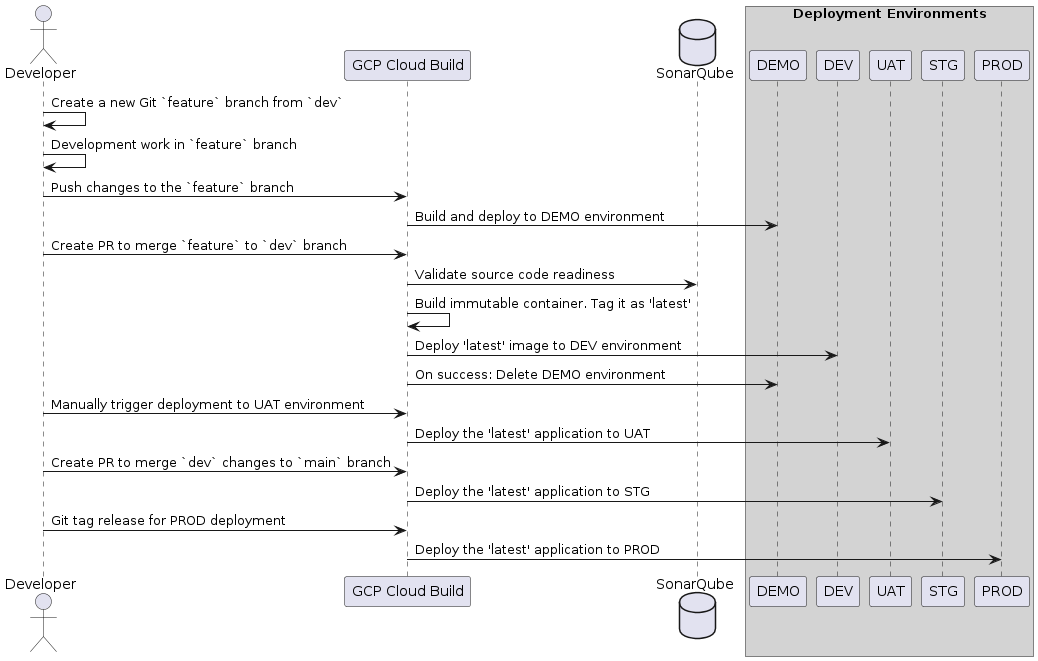 Deployment Environments
Developer
GCP Cloud Build
SonarQube
DEMO
DEV
UAT
STG
PROD
Create a new Git `feature` branch from `dev`
Development work in `feature` branch
Push changes to the `feature` branch
Build and deploy to DEMO environment
Create PR to merge `feature` to `dev` branch
Validate source code readiness
Build immutable container. Tag it as 'latest'
Deploy 'latest' image to DEV environment
On success: Delete DEMO environment
Manually trigger deployment to UAT environment
Deploy the 'latest' application to UAT
Create PR to merge `dev` changes to `main` branch
Deploy the 'latest' application to STG
Git tag release for PROD deployment
Deploy the 'latest' application to PROD
Developer
GCP Cloud Build
SonarQube
DEMO
DEV
UAT
STG
PROD